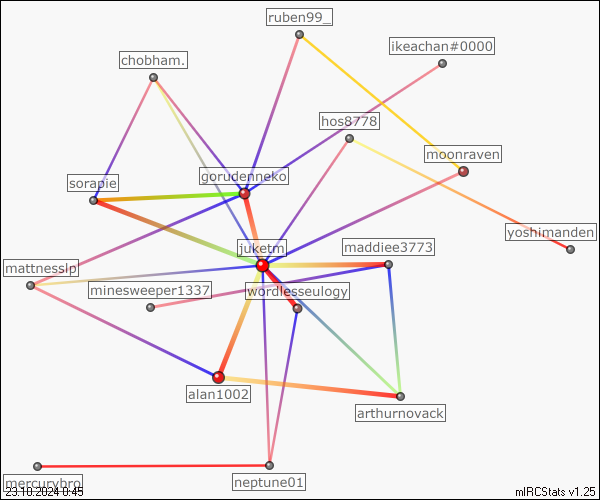 ruben99_
ikeachan#0000
chobham.
hos8778
moonraven
gorudenneko
sorapie
yoshimanden
juketm
maddiee3773
mattnesslp
minesweeper1337
wordlesseulogy
alan1002
arthurnovack
mercurybro
neptune01
23.10.2024 0:45
mIRCStats v1.25